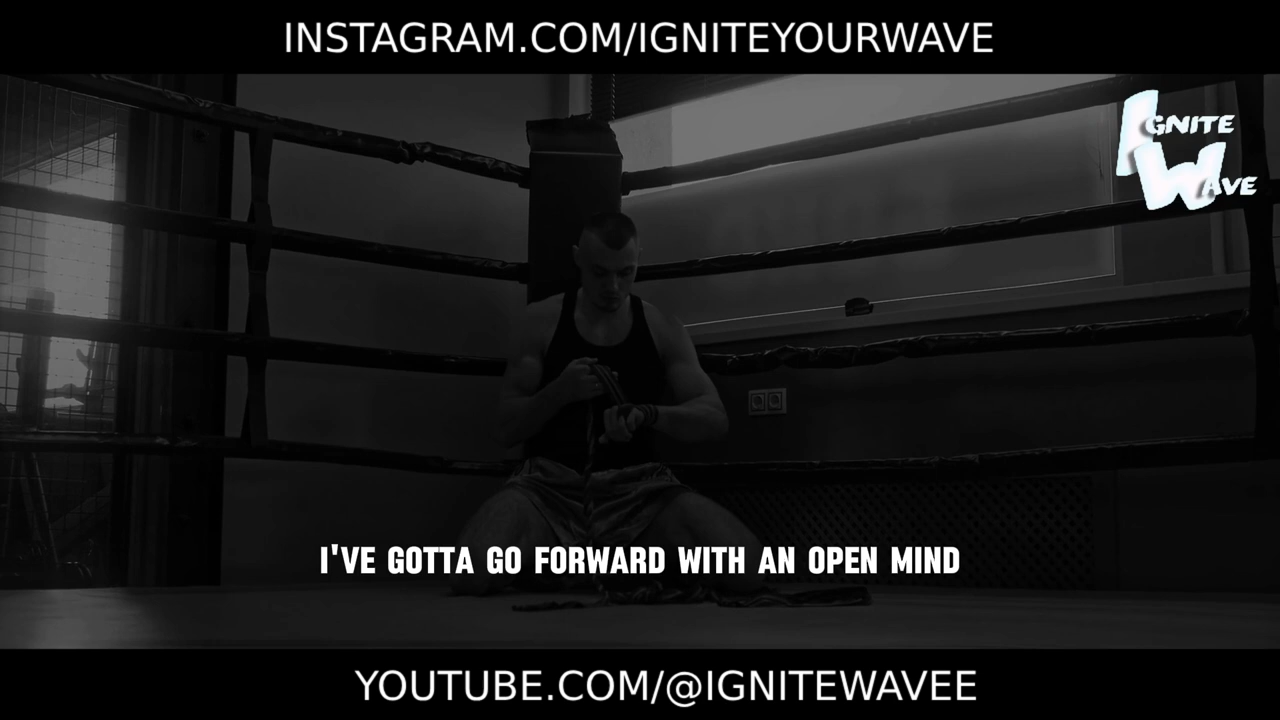 INSTAGRAM.COM/IGNITEYOURWAVE
IGNITE
WAVE
I'VE GOTTA GO FORWARD WITH AN OPEN MIND
YOUTUBE.COM/@IGNITEWAVEE